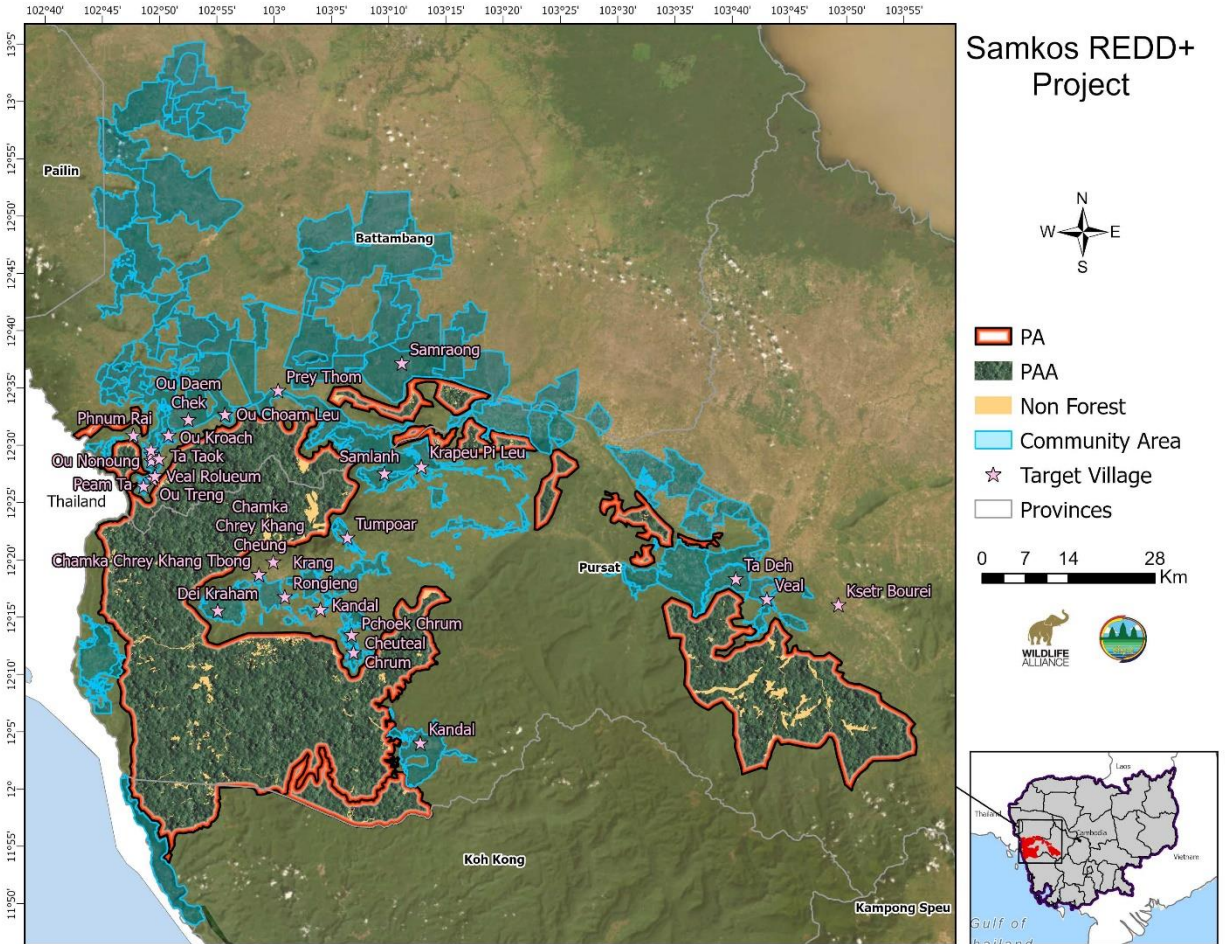 102°40'E 102°45'E 102°50'E 102°55'E 103°E 103°5'E 103°10'E 103°15'E 103°20'E 103°25'E 103°30'E 103°35'E 103°40'E 103°45'E 103°50'E 103°55'E
13°5'
13°
12°55'
12°50'
12°45'
12°40'
12°35'
12°30'
12°25'
12°20'
12°15'
12°10'
12°5'
12°
11°55'
11°50'
Pailin
Battambang
Samraong
Prey Thom
Ou Daem
Chek
Ou Choam Leu
Phnum Rai
Ou Kroach
Ta Taok
Ou Nonoung
Veal Rolueum
Peam Ta
Ou Treng
Thailand
Samlanh
Krapeu Pi Leu
Chamka
Chrey Khang
Cheung
Tumpoar
Chamka Chrey Khang Tbong
Krang
Rongieng
Dei Kraham
Kandal
Pchoek Chrum
Cheuteal
Chrum
Kandal
Pursat
Ta Deh
Veal
Ksetr Bourei
Koh Kong
Kampong Speu
Samkos REDD+
Project
N
W E
S
PA
PAA
Non Forest
Community Area
Target Village
Provinces
0 7 14 28
Km
WILDLIFE
ALLIANCE
Laos
Thailand
Cambodia
Vietnam
Gulf of